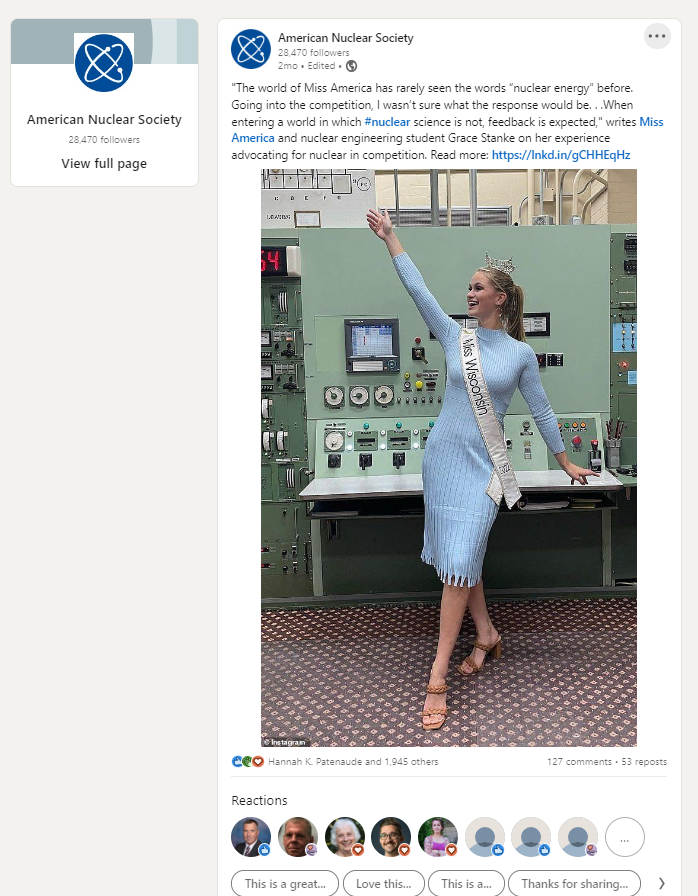 American Nuclear Society
28,470 followers
View full page
American Nuclear Society
28,470 followers
2mo • Edited •
"The world of Miss America has rarely seen the words "nuclear energy" before.
Going into the competition, I wasn't sure what the response would be. . .When
entering a world in which #nuclear science is not, feedback is expected," writes Miss
America and nuclear engineering student Grace Stanke on her experience
advocating for nuclear in competition. Read more: https://lnkd.in/gCHHEqHz
C D E F G
LOADING
64
Miss Wisconsin
© Instagram
Hannah K. Patenaude and 1,945 others
127 comments • 53 reposts
Reactions
...
This is a great...
Love this...
This is a...
Thanks for sharing...